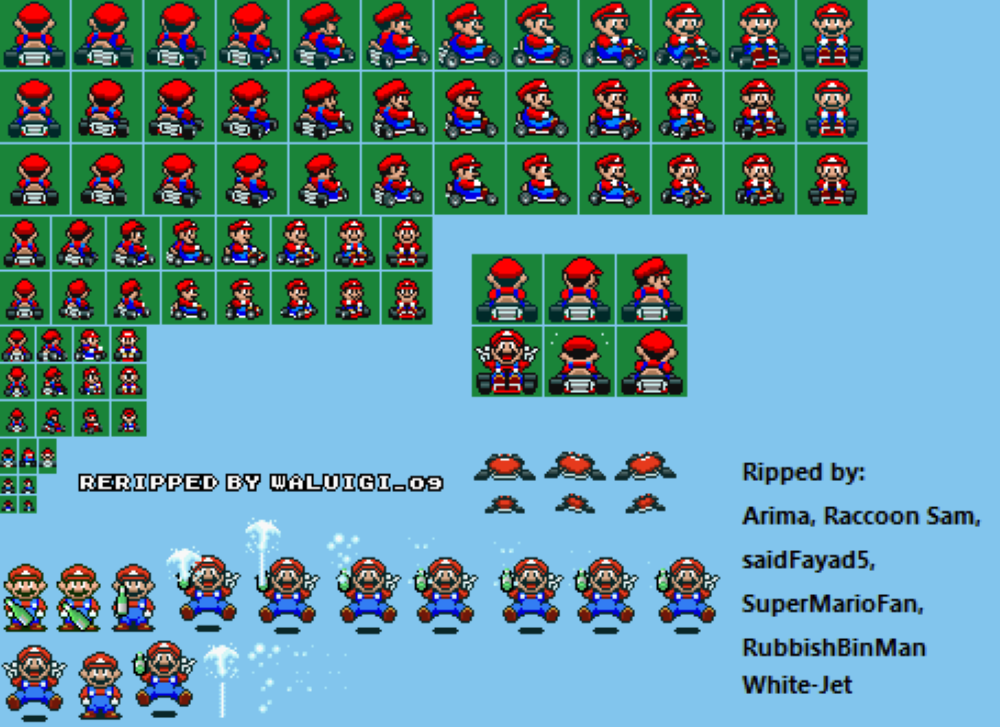 RERIPPED BY WALUIGI_09
Ripped by:
Arima, Raccoon Sam,
saidFayad5,
SuperMarioFan,
RubbishBinMan
White-Jet